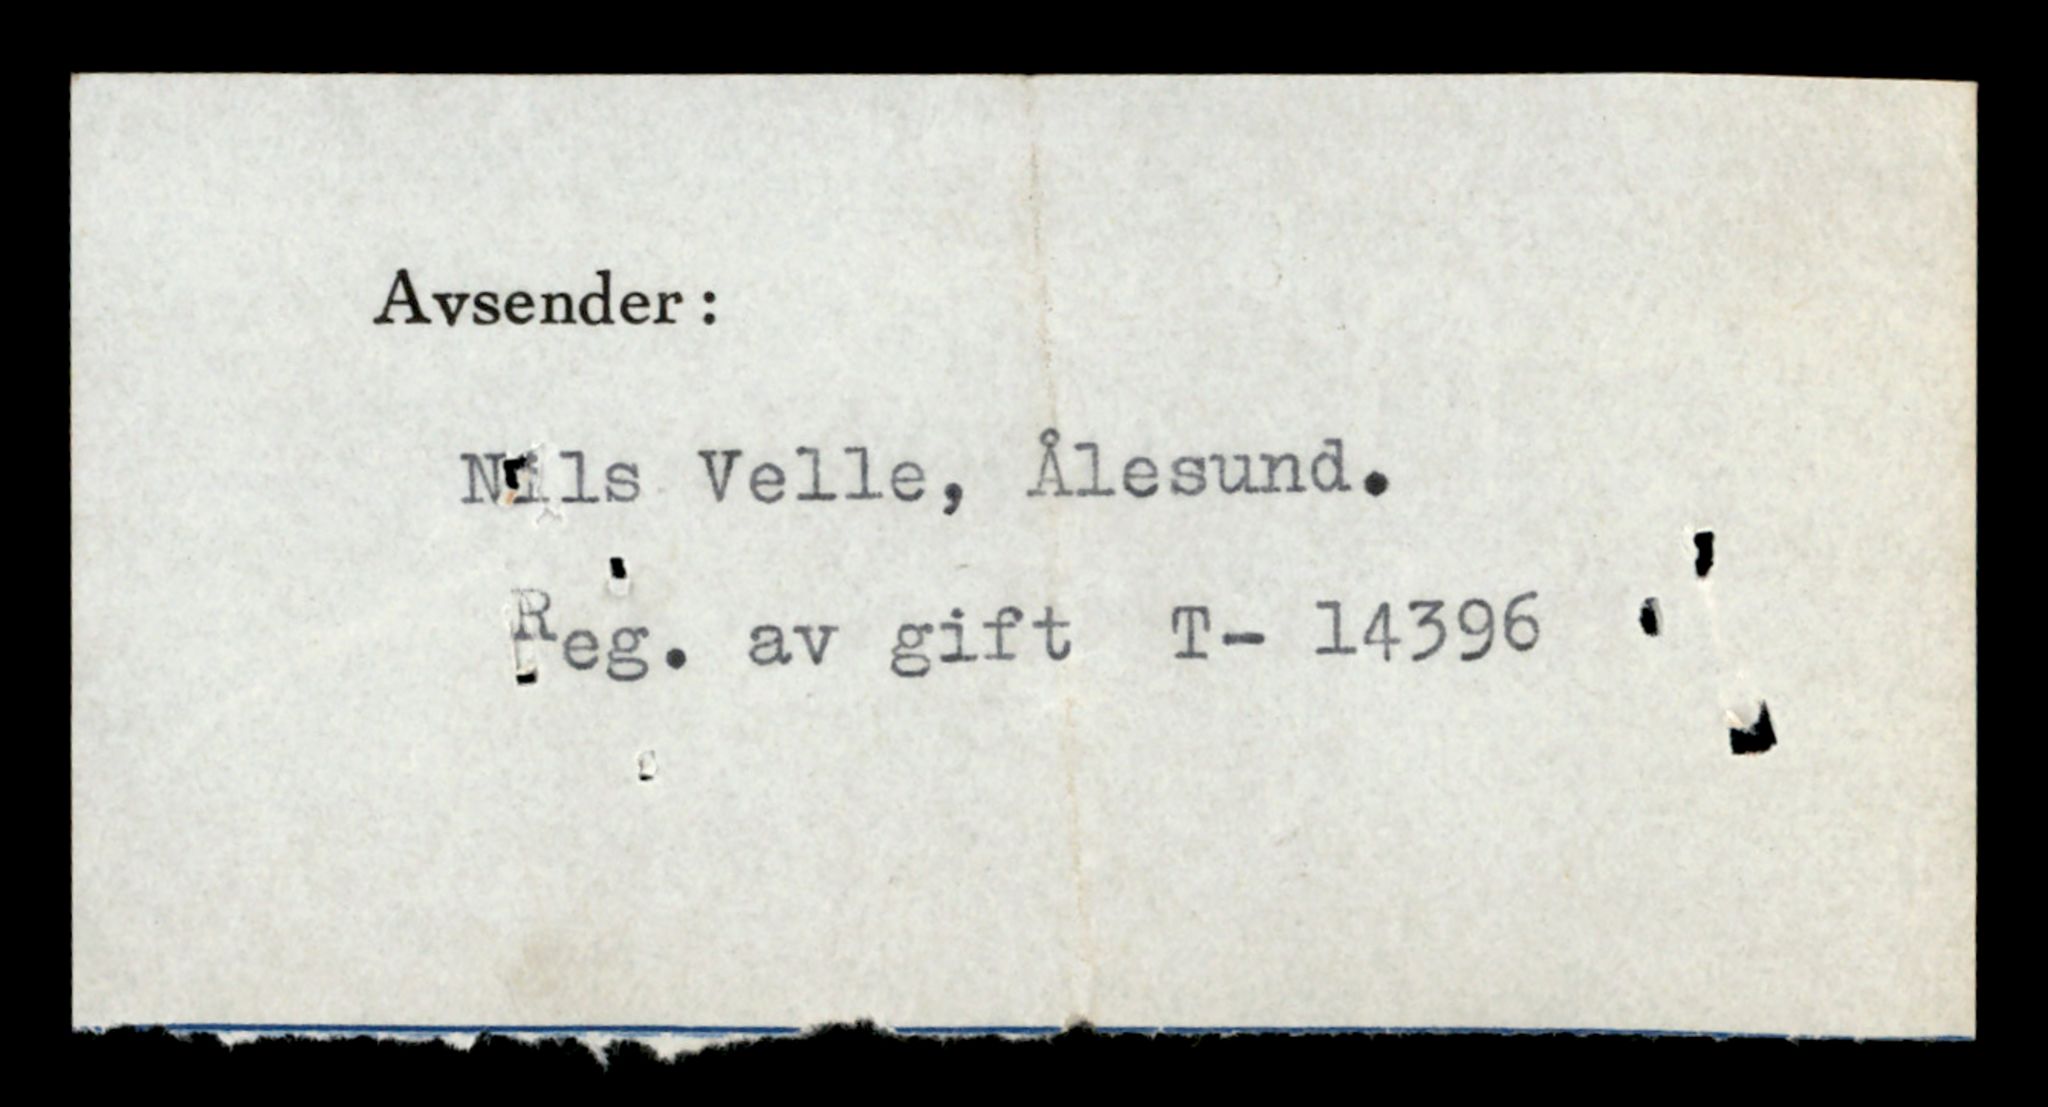 Avsender:
Nils Velle, Ålesund.
Reg. av gift T- 14396